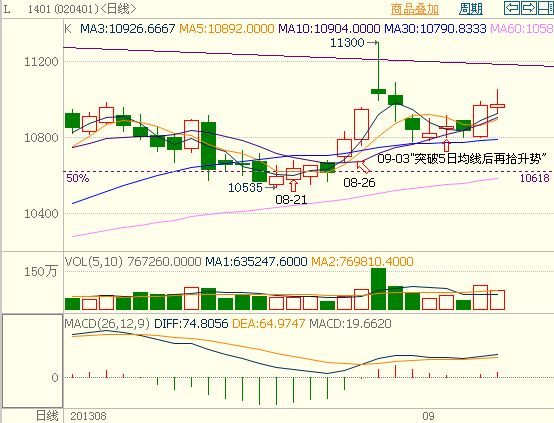 L 1401 (020401)<日线> 商品叠加 周期
K MA3:10926.6667 MA5:10892.0000 MA10:10904.0000 MA30:10790.8333 MA60:1058
11300
11200
10800
09-03"突破5日均线后再拾升势"
50% 10618
10535
08-26
08-21
10400
VOL(5,10) 767260.0000 MA1:635247.6000 MA2:769810.4000
150万
MACD(26,12,9) DIFF:74.8056 DEA:64.9747 MACD:19.6620
0
日线 201308 09